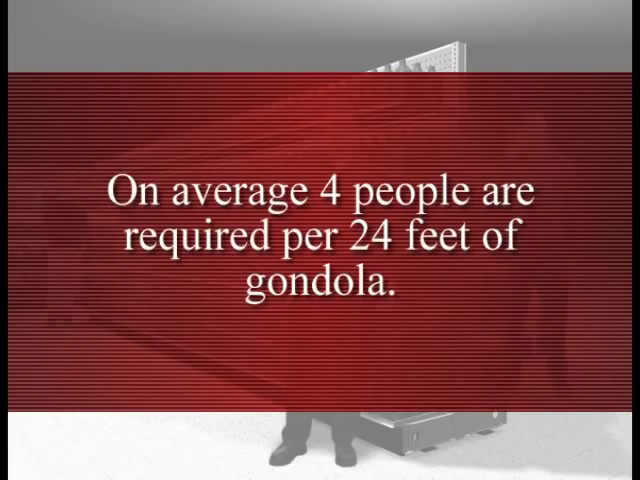 On average 4 people are
required per 24 feet of
gondola.